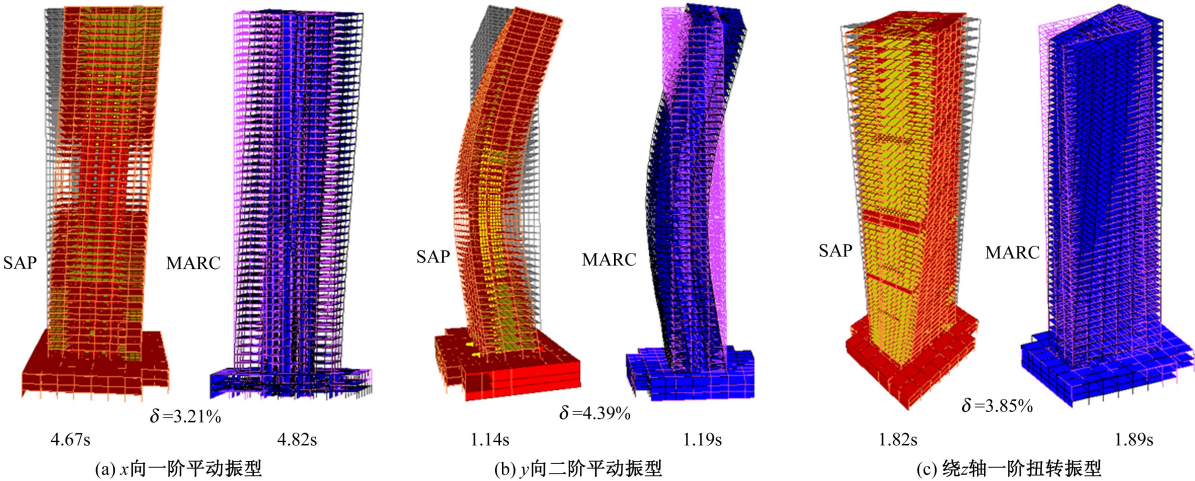 SAP
MARC
δ=3.21%
4.67s
4.82s
(a) x向一阶平动振型
SAP
MARC
δ=4.39%
1.14s
1.19s
(b) y向二阶平动振型
SAP
MARC
δ=3.85%
1.82s
1.89s
(c) 绕z轴一阶扭转振型